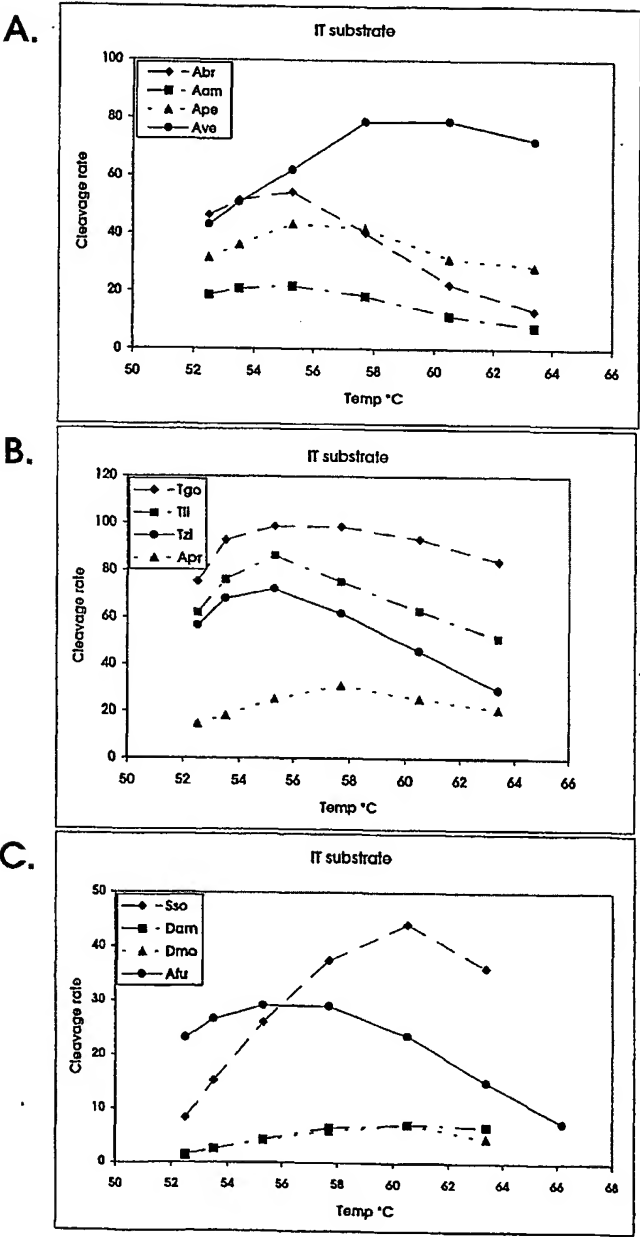 A.
IT substrate
100
80
60
40
20
0
Cleavage rate
Abr
Aam
Ape
Ave
50 52 54 56 58 60 62 64 66
Temp °C
B.
IT substrate
120
100
80
60
40
20
0
Cleavage rate
Tgo
Tli
Tzi
Apr
50 52 54 56 58 60 62 64 66
Temp °C
C.
IT substrate
50
40
30
20
10
0
Cleavage rate
Sso
Dam
Dmo
Afu
50 52 54 56 58 60 62 64 66 68
Temp °C